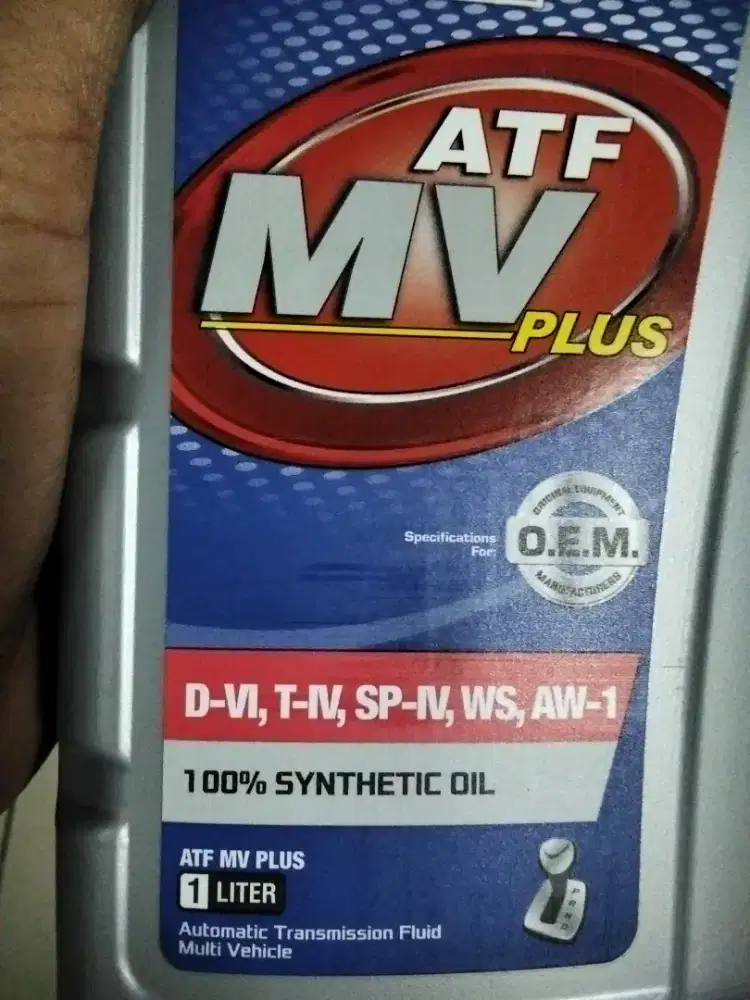 ATF
MV
PLUS
Specifications
For:
ORIGINAL EQUIPMENT
O.E.M.
MANUFACTURERS
D-VI, T-IV, SP-IV, WS, AW-1
100% SYNTHETIC OIL
ATF MV PLUS
1 LITER
P
R
N
D
Automatic Transmission Fluid
Multi Vehicle